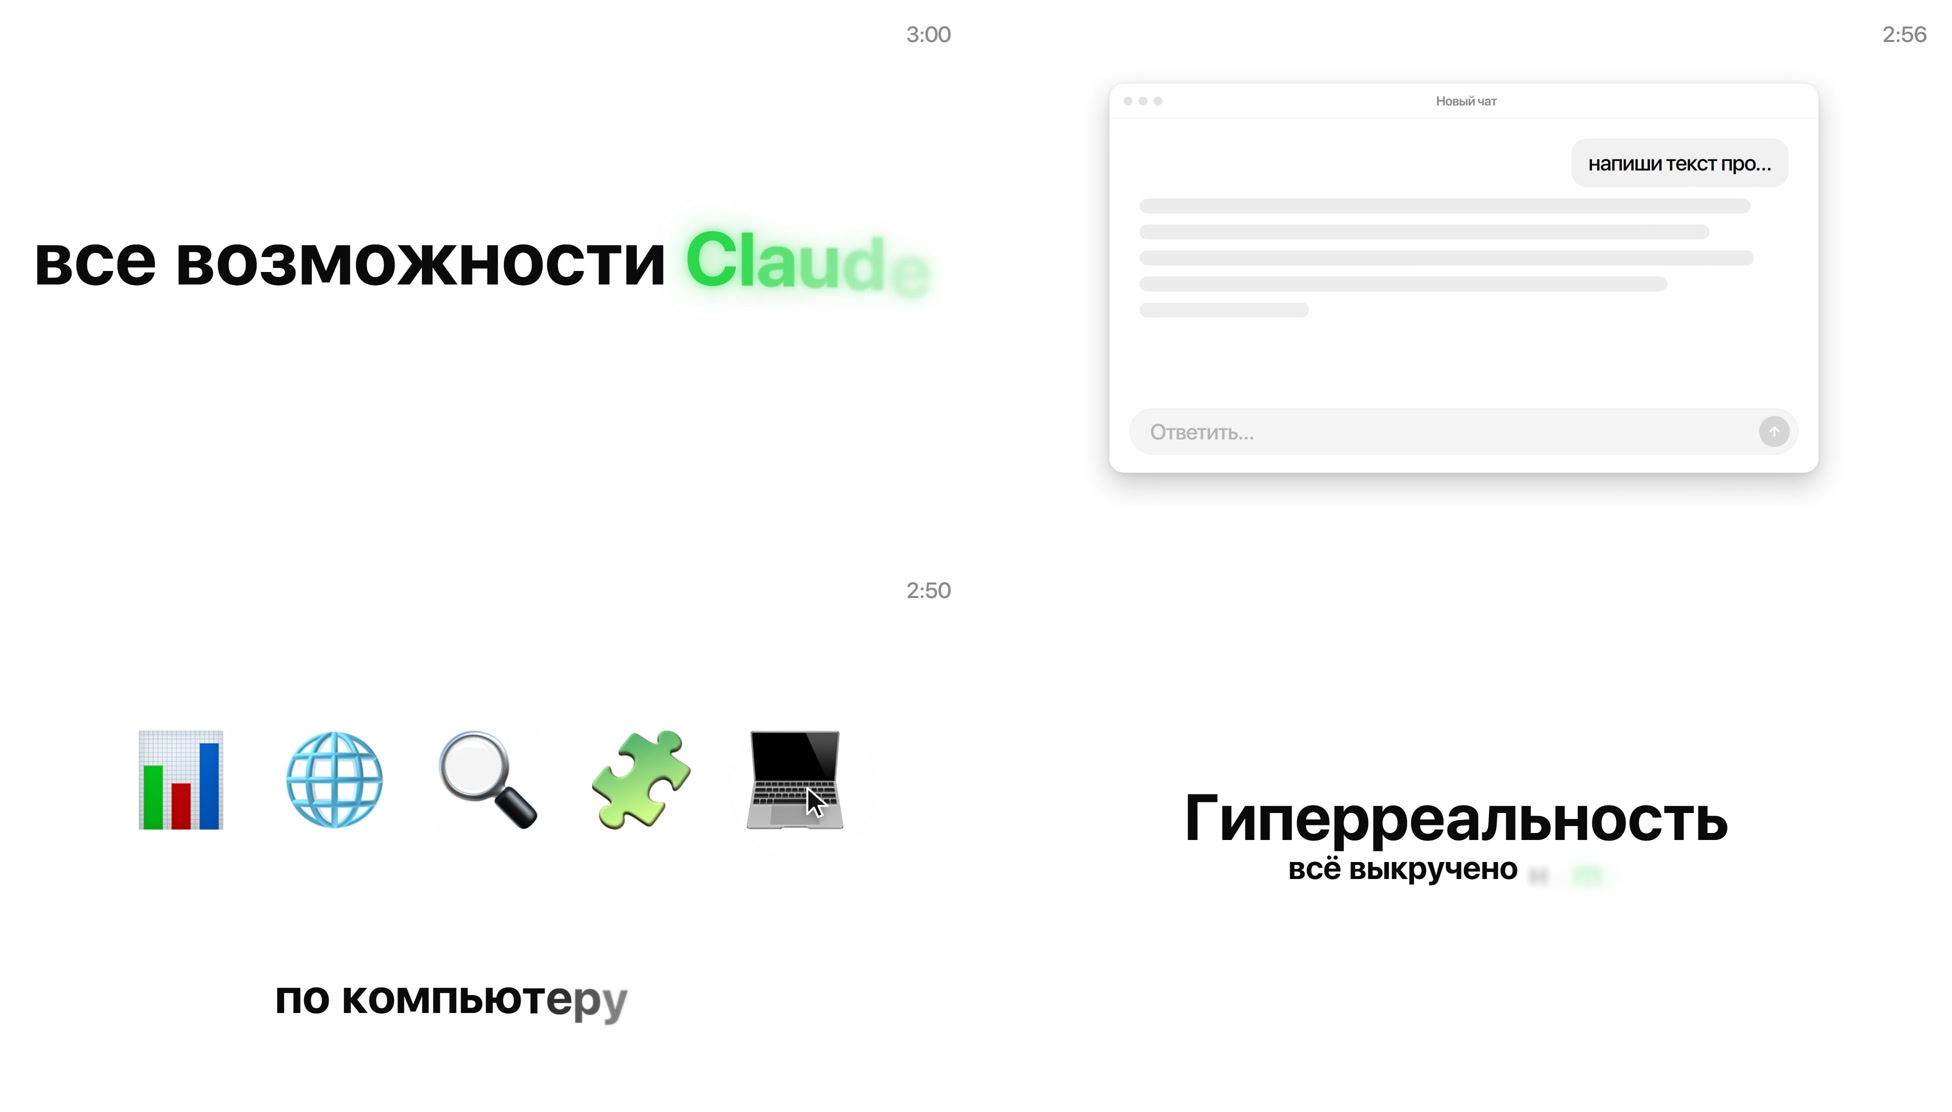 3:00
все возможности Claude
2:56
Новый чат
напиши текст про...
Ответить...
2:50
по компьютеру
Гиперреальность
всё выкручено